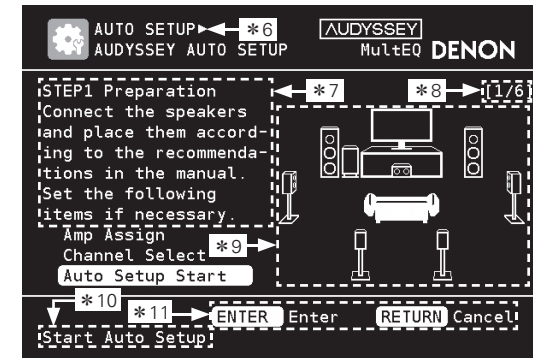 AUTO SETUP▶ *6
AUDYSSEY AUTO SETUP
AUDYSSEY
MultEQ DENON
STEP1 Preparation *7
*8 [1/6]
Connect the speakers
and place them accord-
ing to the recommenda-
tions in the manual.
Set the following
items if necessary.
Amp Assign
Channel Select *9
Auto Setup Start
*10
*11 ENTER Enter RETURN Cancel
Start Auto Setup